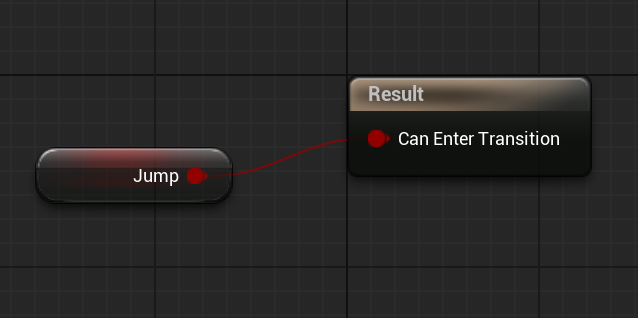 Result
Can Enter Transition
Jump